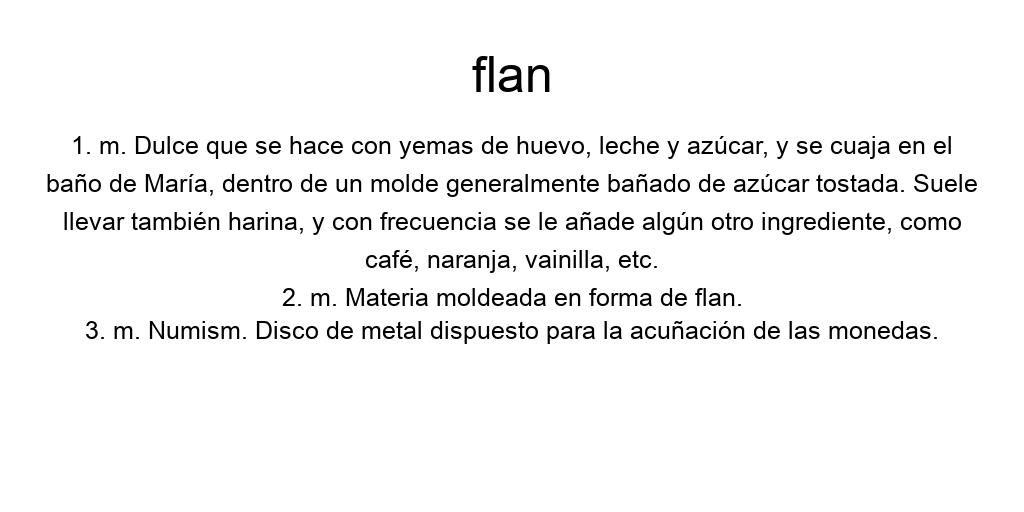 flan
1. m. Dulce que se hace con yemas de huevo, leche y azúcar, y se cuaja en el
baño de María, dentro de un molde generalmente bañado de azúcar tostada. Suele
llevar también harina, y con frecuencia se le añade algún otro ingrediente, como
café, naranja, vainilla, etc.
2. m. Materia moldeada en forma de flan.
3. m. Numism. Disco de metal dispuesto para la acuñación de las monedas.